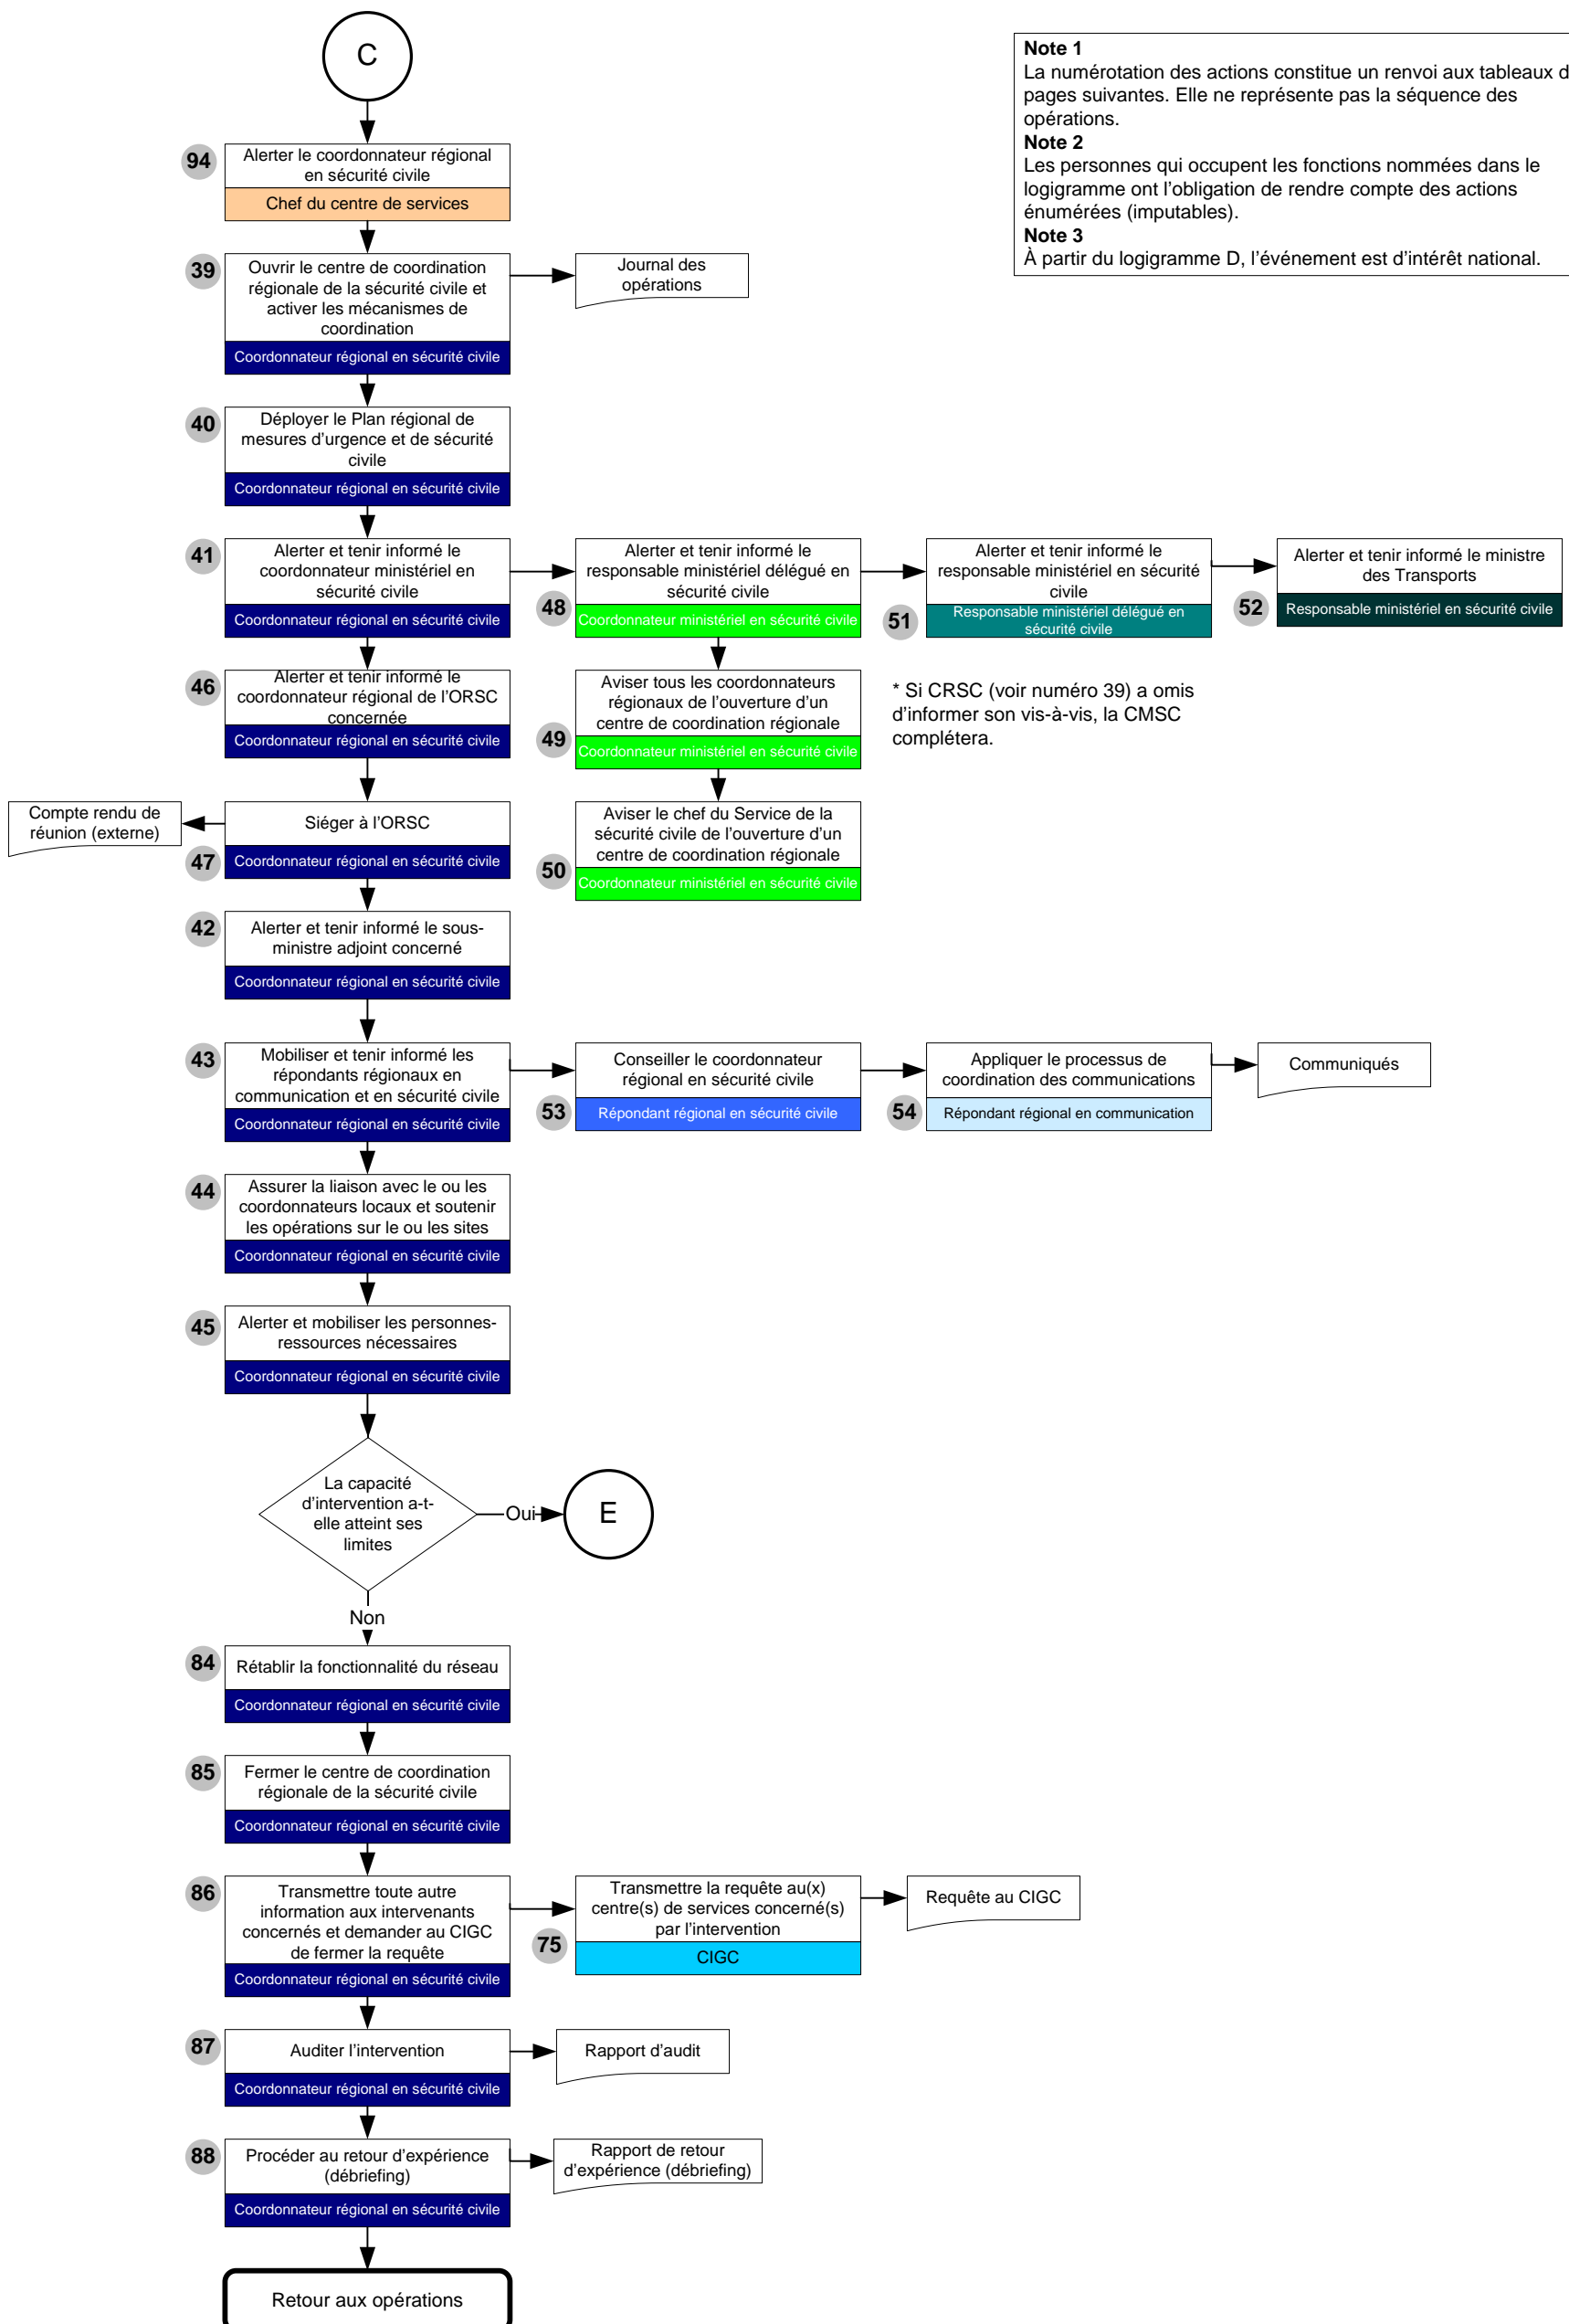 C
Note 1
La numérotation des actions constitue un renvoi aux tableaux d
pages suivantes. Elle ne représente pas la séquence des
opérations.
Note 2
Les personnes qui occupent les fonctions nommées dans le
logigramme ont l’obligation de rendre compte des actions
énumérées (imputables).
Note 3
À partir du logigramme D, l’événement est d’intérêt national.
94
Alerter le coordonnateur régional
en sécurité civile
Chef du centre de services
39
Ouvrir le centre de coordination
régionale de la sécurité civile et
activer les mécanismes de
coordination
Coordonnateur régional en sécurité civile
Journal des
opérations
40
Déployer le Plan régional de
mesures d’urgence et de sécurité
civile
Coordonnateur régional en sécurité civile
41
Alerter et tenir informé le
coordonnateur ministériel en
sécurité civile
Coordonnateur régional en sécurité civile
48
Alerter et tenir informé le
responsable ministériel délégué en
sécurité civile
Coordonnateur ministériel en sécurité civile
51
Alerter et tenir informé le
responsable ministériel en sécurité
civile
Responsable ministériel délégué en
sécurité civile
52
Alerter et tenir informé le ministre
des Transports
Responsable ministériel en sécurité civile
46
Alerter et tenir informé le
coordonnateur régional de l’ORSC
concernée
Coordonnateur régional en sécurité civile
49
Aviser tous les coordonnateurs
régionaux de l’ouverture d’un
centre de coordination régionale
Coordonnateur ministériel en sécurité civile
* Si CRSC (voir numéro 39) a omis
d’informer son vis-à-vis, la CMSC
complétera.
Compte rendu de
réunion (externe)
47
Siéger à l’ORSC
Coordonnateur régional en sécurité civile
50
Aviser le chef du Service de la
sécurité civile de l’ouverture d’un
centre de coordination régionale
Coordonnateur ministériel en sécurité civile
42
Alerter et tenir informé le sous-
ministre adjoint concerné
Coordonnateur régional en sécurité civile
43
Mobiliser et tenir informé les
répondants régionaux en
communication et en sécurité civile
Coordonnateur régional en sécurité civile
53
Conseiller le coordonnateur
régional en sécurité civile
Répondant régional en sécurité civile
54
Appliquer le processus de
coordination des communications
Répondant régional en communication
Communiqués
44
Assurer la liaison avec le ou les
coordonnateurs locaux et soutenir
les opérations sur le ou les sites
Coordonnateur régional en sécurité civile
45
Alerter et mobiliser les personnes-
ressources nécessaires
Coordonnateur régional en sécurité civile
La capacité
d’intervention a-t-
elle atteint ses
limites
Oui
E
Non
84
Rétablir la fonctionnalité du réseau
Coordonnateur régional en sécurité civile
85
Fermer le centre de coordination
régionale de la sécurité civile
Coordonnateur régional en sécurité civile
86
Transmettre toute autre
information aux intervenants
concernés et demander au CIGC
de fermer la requête
Coordonnateur régional en sécurité civile
75
Transmettre la requête au(x)
centre(s) de services concerné(s)
par l’intervention
CIGC
Requête au CIGC
87
Auditer l’intervention
Coordonnateur régional en sécurité civile
Rapport d’audit
88
Procéder au retour d’expérience
(débriefing)
Coordonnateur régional en sécurité civile
Rapport de retour
d’expérience (débriefing)
Retour aux opérations